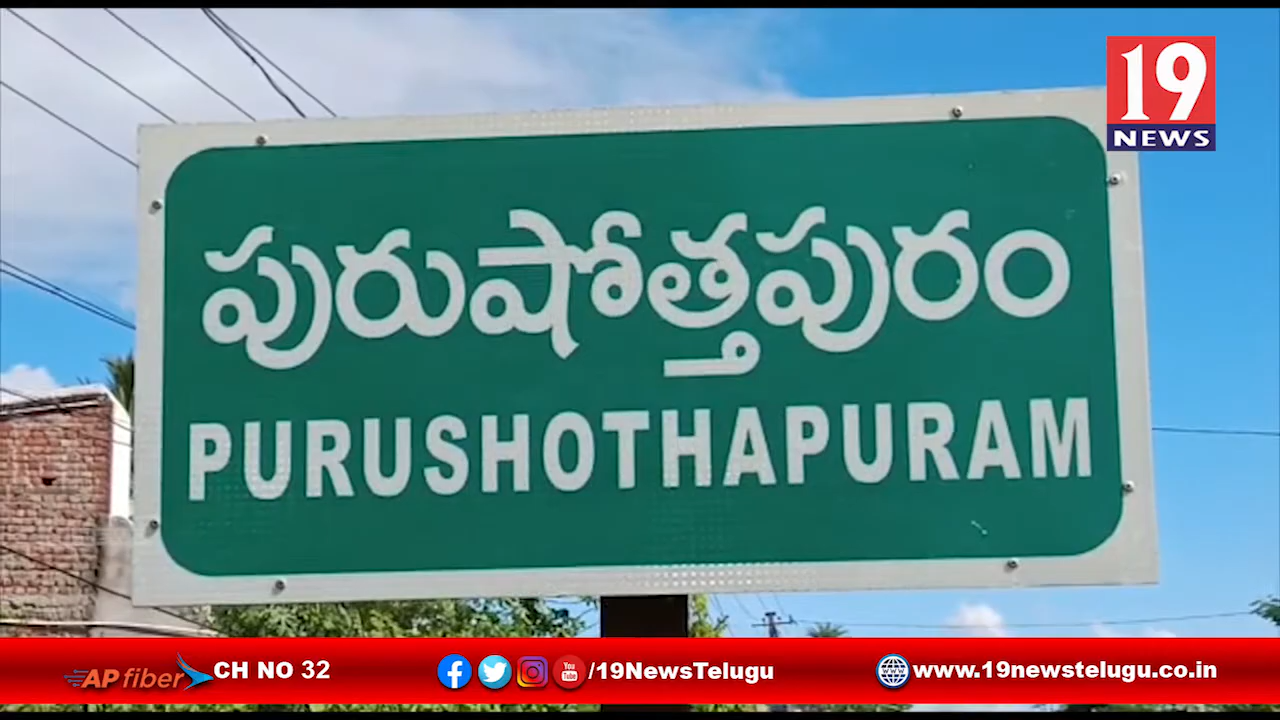 19
NEWS
పురుషోత్తపురం
PURUSHOTHAPURAM
AP fiber CH NO 32 /19NewsTelugu www.19newstelugu.co.in